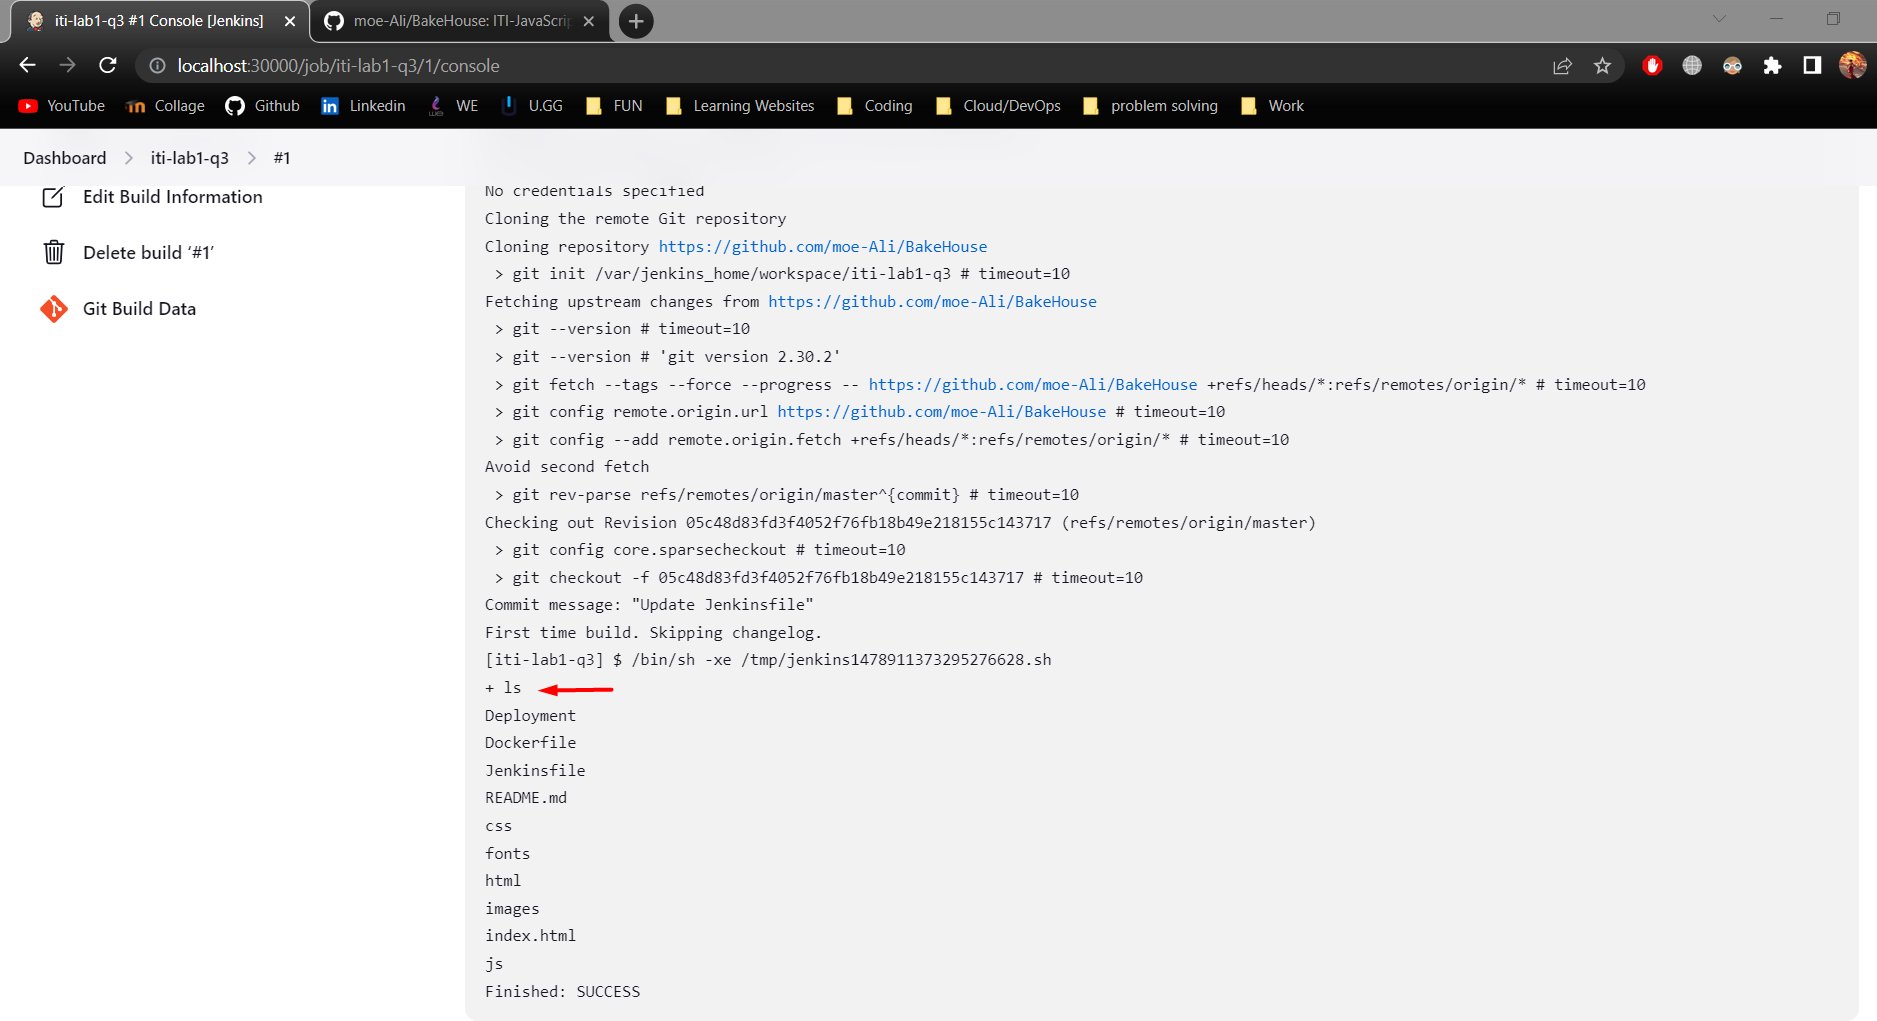 iti-lab1-q3 #1 Console [Jenkins]
moe-Ali/BakeHouse: ITI-JavaScrip
localhost:30000/job/iti-lab1-q3/1/console
YouTube
Collage
Github
Linkedin
WE
U.GG
FUN
Learning Websites
Coding
Cloud/DevOps
problem solving
Work
Dashboard
iti-lab1-q3
#1
Edit Build Information
Delete build ‘#1’
Git Build Data
No credentials specified
Cloning the remote Git repository
Cloning repository https://github.com/moe-Ali/BakeHouse
> git init /var/jenkins_home/workspace/iti-lab1-q3 # timeout=10
Fetching upstream changes from https://github.com/moe-Ali/BakeHouse
> git --version # timeout=10
> git --version # 'git version 2.30.2'
> git fetch --tags --force --progress -- https://github.com/moe-Ali/BakeHouse +refs/heads/*:refs/remotes/origin/* # timeout=10
> git config remote.origin.url https://github.com/moe-Ali/BakeHouse # timeout=10
> git config --add remote.origin.fetch +refs/heads/*:refs/remotes/origin/* # timeout=10
Avoid second fetch
> git rev-parse refs/remotes/origin/master^{commit} # timeout=10
Checking out Revision 05c48d83fd3f4052f76fb18b49e218155c143717 (refs/remotes/origin/master)
> git config core.sparsecheckout # timeout=10
> git checkout -f 05c48d83fd3f4052f76fb18b49e218155c143717 # timeout=10
Commit message: "Update Jenkinsfile"
First time build. Skipping changelog.
[iti-lab1-q3] $ /bin/sh -xe /tmp/jenkins1478911373295276628.sh
+ ls
Deployment
Dockerfile
Jenkinsfile
README.md
css
fonts
html
images
index.html
js
Finished: SUCCESS